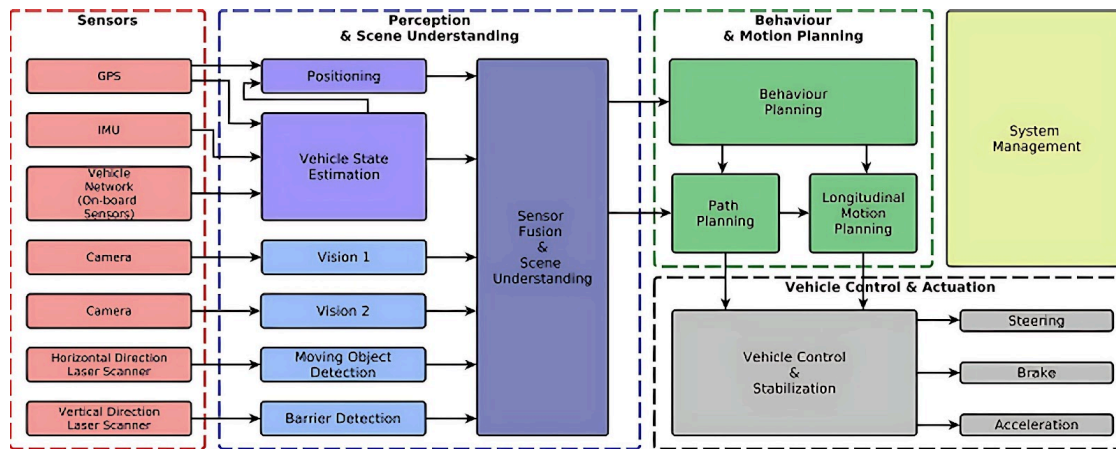 Sensors
GPS
IMU
Vehicle
Network
(On-board
Sensors)
Camera
Camera
Horizontal Direction
Laser Scanner
Vertical Direction
Laser Scanner
Perception
& Scene Understanding
Positioning
Vehicle State
Estimation
Vision 1
Vision 2
Moving Object
Detection
Barrier Detection
Sensor
Fusion
&
Scene
Understanding
Behaviour
& Motion Planning
Behaviour
Planning
Path
Planning
Longitudinal
Motion
Planning
System
Management
Vehicle Control & Actuation
Vehicle Control
&
Stabilization
Steering
Brake
Acceleration